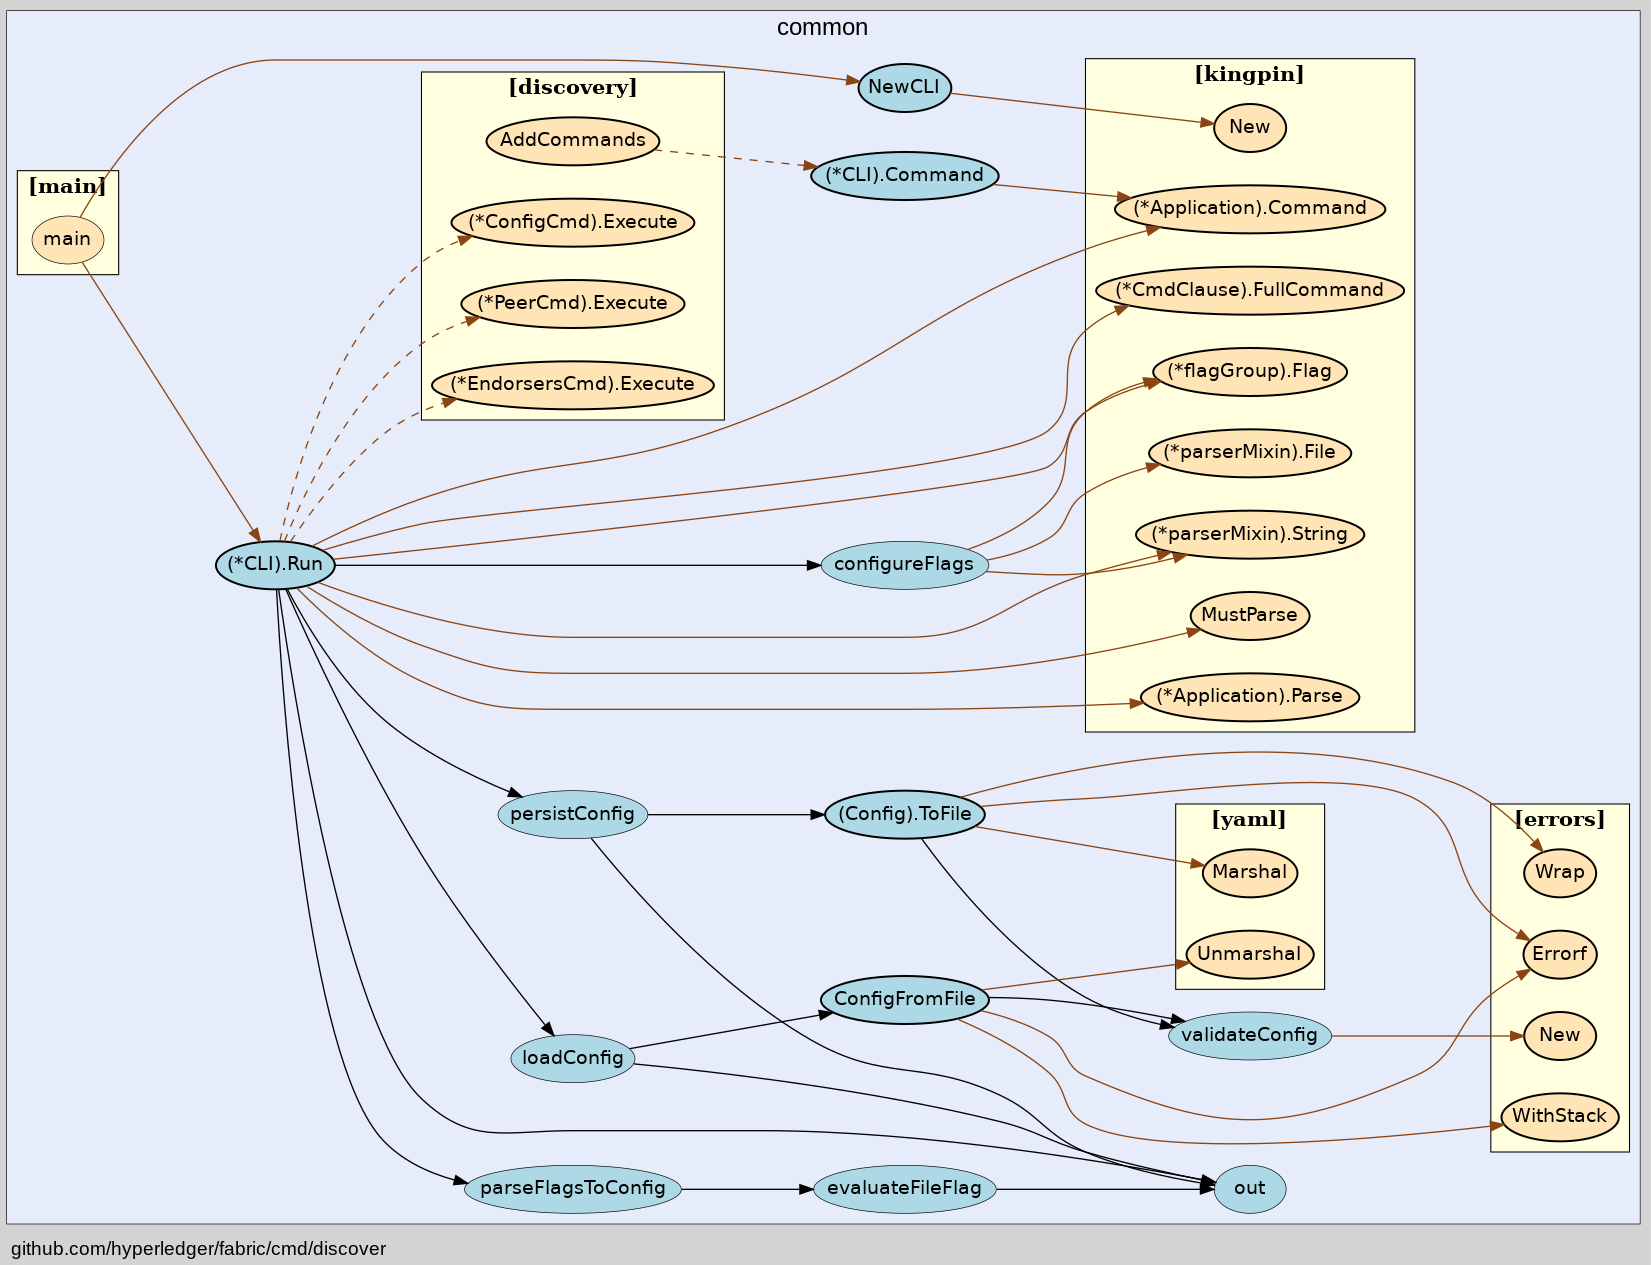 common
[main]
main
[discovery]
AddCommands
(*ConfigCmd).Execute
(*PeerCmd).Execute
(*EndorsersCmd).Execute
NewCLI
(*CLI).Command
[kingpin]
New
(*Application).Command
(*CmdClause).FullCommand
(*flagGroup).Flag
(*parserMixin).File
(*parserMixin).String
MustParse
(*Application).Parse
(*CLI).Run
configureFlags
persistConfig
(Config).ToFile
[yaml]
Marshal
Unmarshal
[errors]
Wrap
Errorf
New
WithStack
ConfigFromFile
validateConfig
loadConfig
parseFlagsToConfig
evaluateFileFlag
out
github.com/hyperledger/fabric/cmd/discover